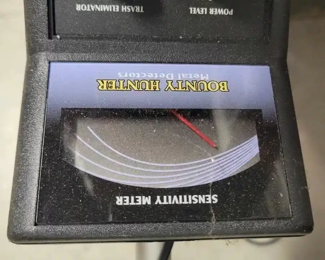 SENSITIVITY METER
BOUNTY HUNTER
Metal Detectors
TRASH ELIMINATOR
POWER LEVEL